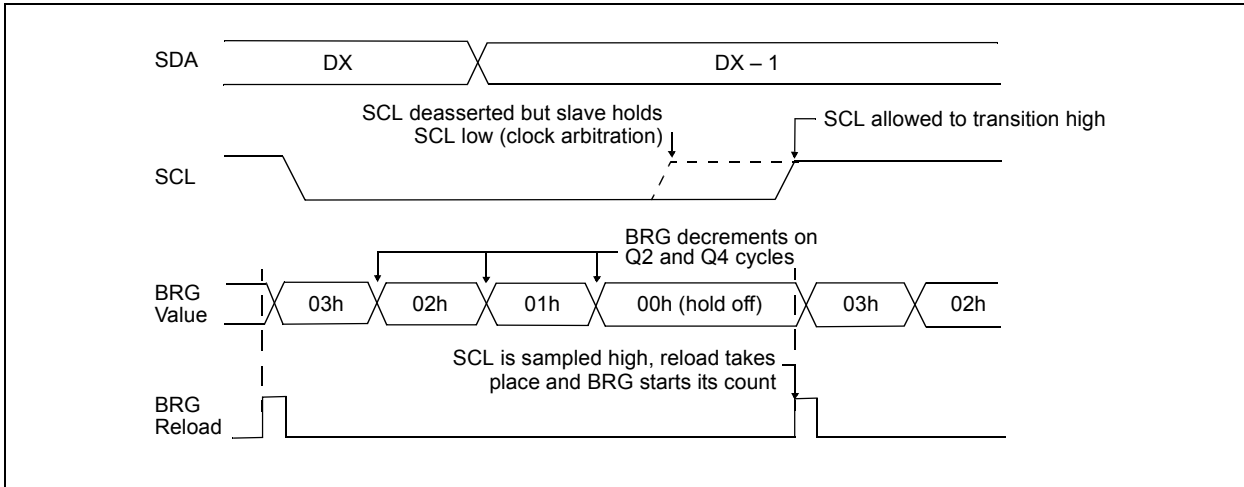 SDA
DX
DX – 1
SCL deasserted but slave holds
SCL low (clock arbitration)
SCL allowed to transition high
SCL
BRG decrements on
Q2 and Q4 cycles
BRG
Value
03h
02h
01h
00h (hold off)
03h
02h
SCL is sampled high, reload takes
place and BRG starts its count
BRG
Reload